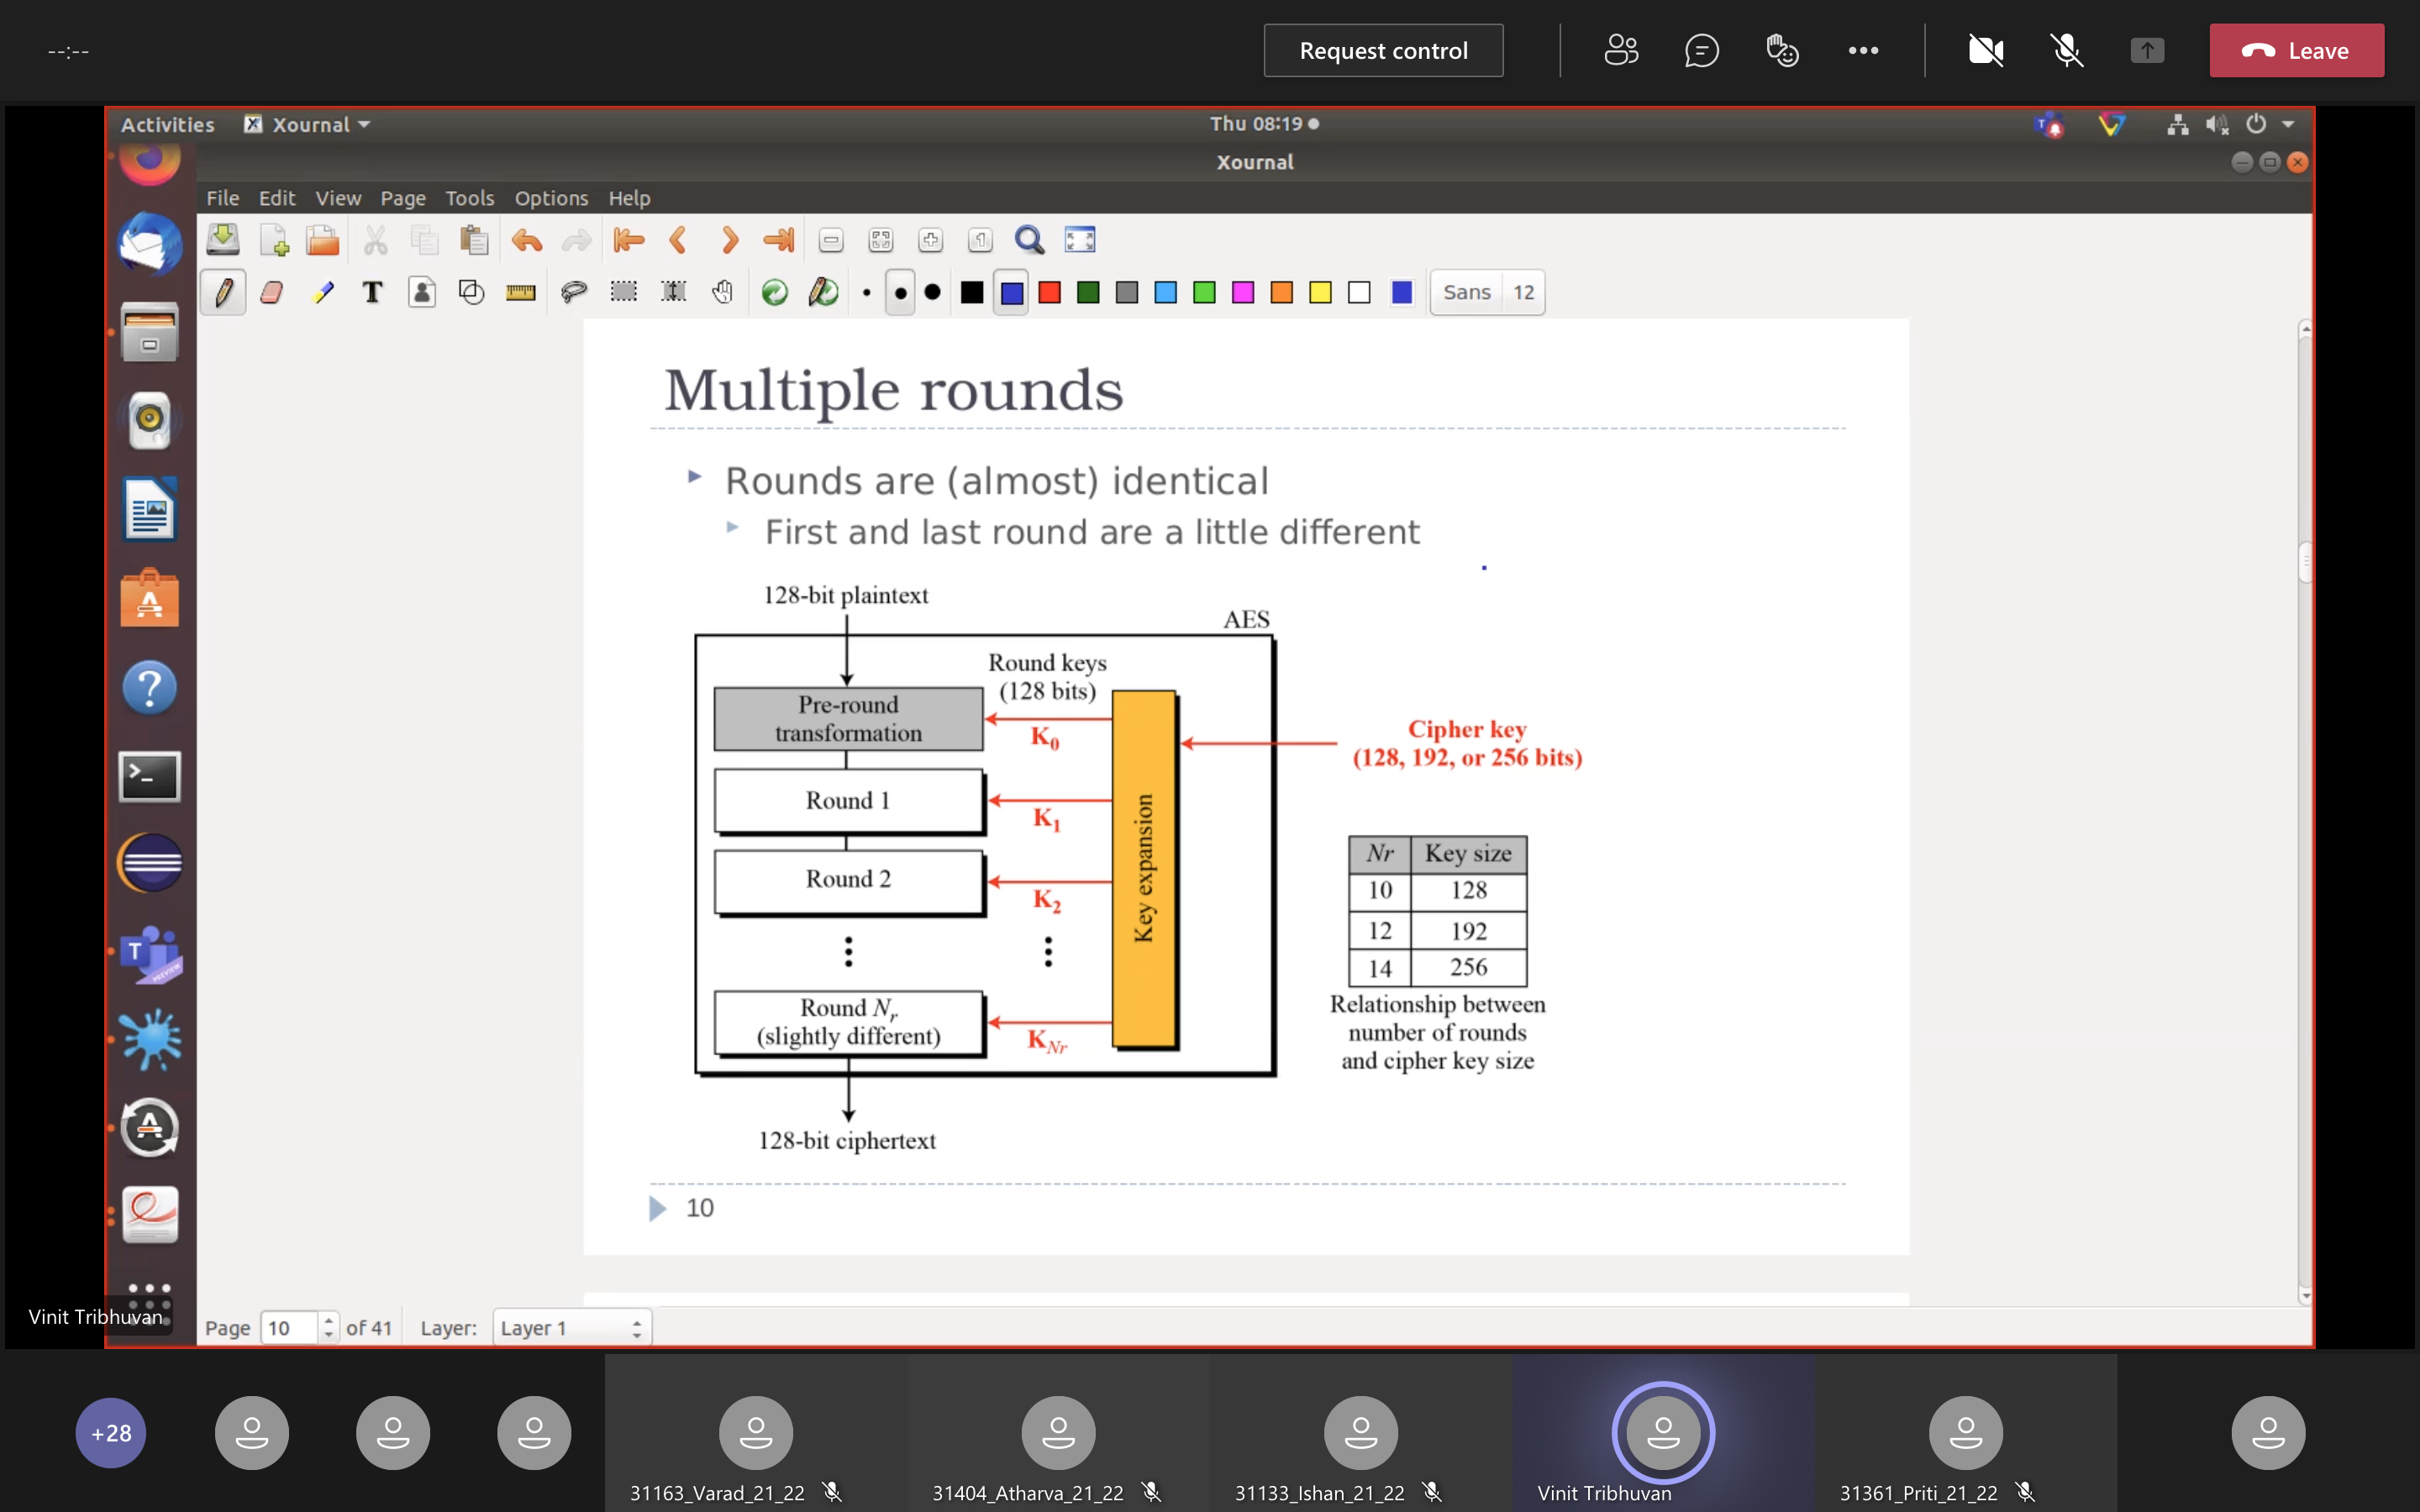 --:--
Request control
Leave
Activities
Xournal
Thu 08:19
Xournal
File Edit View Page Tools Options Help
Sans 12
Multiple rounds
Rounds are (almost) identical
First and last round are a little different
128-bit plaintext
AES
Round keys
(128 bits)
Pre-round
transformation
K0
Cipher key
(128, 192, or 256 bits)
Round 1
K1
Key expansion
Round 2
K2
Nr Key size
10 128
12 192
14 256
Relationship between
number of rounds
and cipher key size
Round Nr
(slightly different)
KNr
128-bit ciphertext
10
Vinit Tribhuvan
Page 10 of 41 Layer: Layer 1
+28
31163_Varad_21_22
31404_Atharva_21_22
31133_Ishan_21_22
Vinit Tribhuvan
31361_Priti_21_22